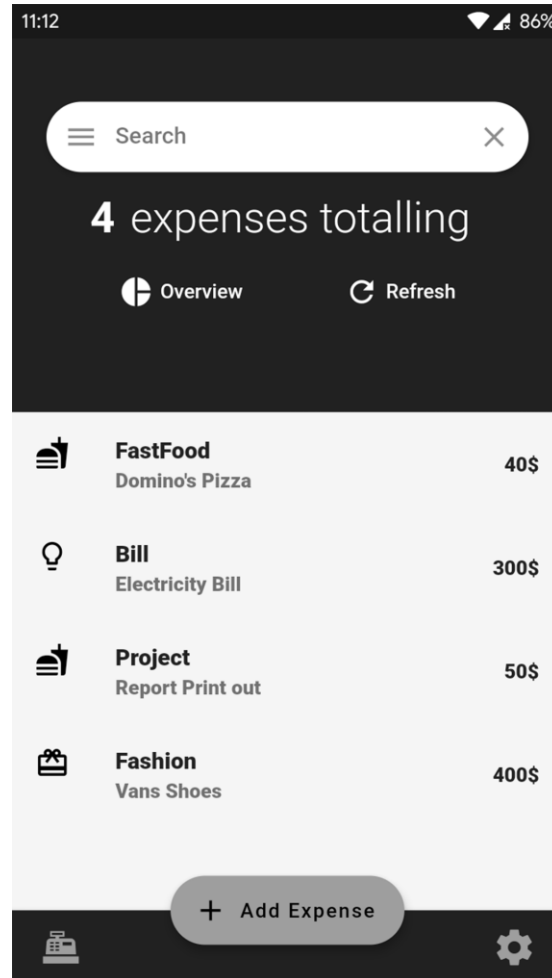 11:12 86%
Search
4 expenses totalling
Overview Refresh
FastFood
Domino's Pizza
40$
Bill
Electricity Bill
300$
Project
Report Print out
50$
Fashion
Vans Shoes
400$
+ Add Expense